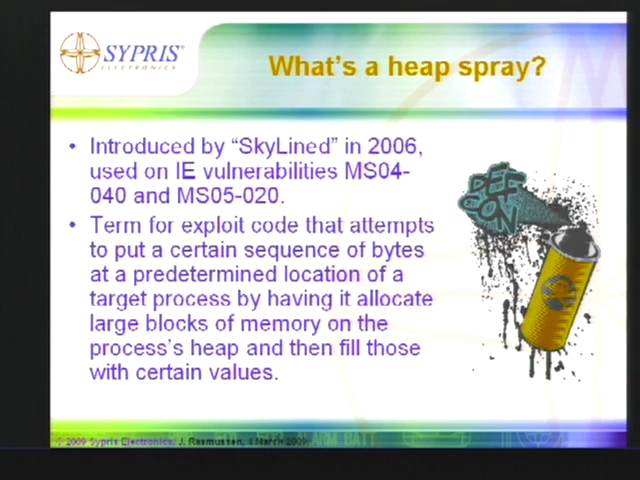 SYPRIS
ELECTRONICS
What's a heap spray?
• Introduced by "SkyLined" in 2006,
used on IE vulnerabilities MS04-
040 and MS05-020.
• Term for exploit code that attempts
to put a certain sequence of bytes
at a predetermined location of a
target process by having it allocate
large blocks of memory on the
process's heap and then fill those
with certain values.
DEF
CON
© 2009 Sypris Electronics, J. Rasmussen, 4 March 2009